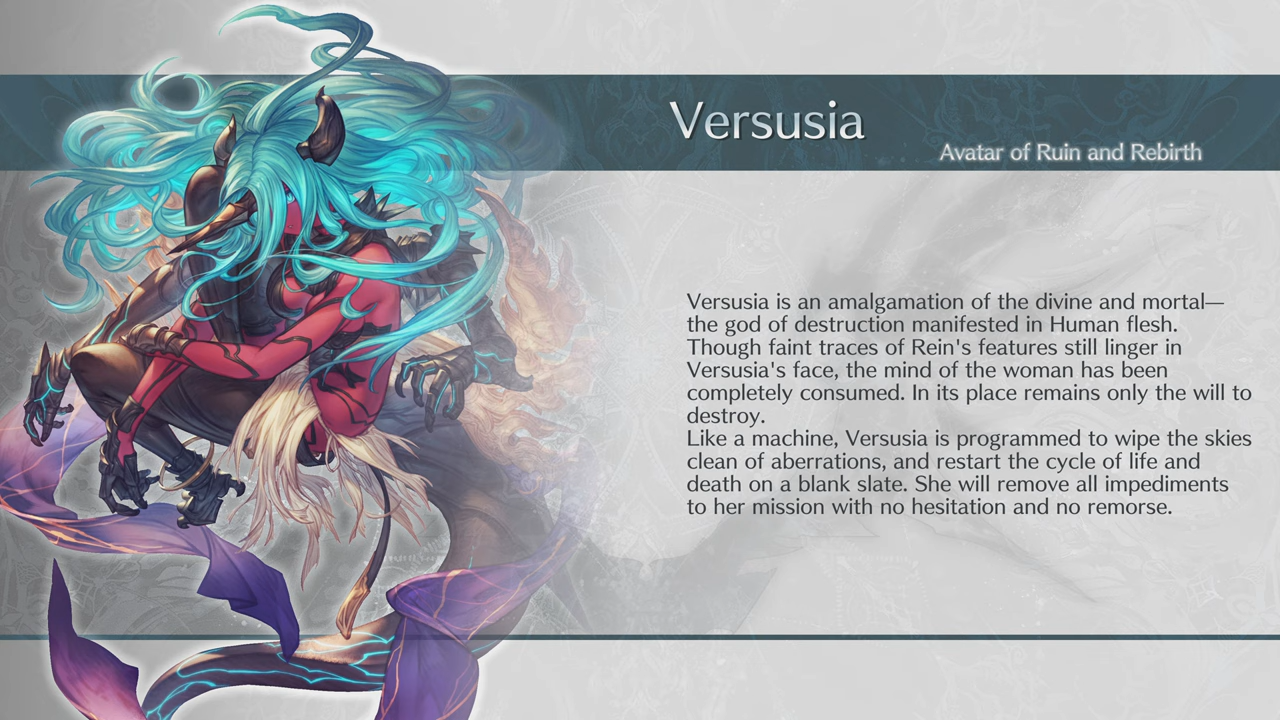 Versusia
Avatar of Ruin and Rebirth
Versusia is an amalgamation of the divine and mortal—
the god of destruction manifested in Human flesh.
Though faint traces of Rein's features still linger in
Versusia's face, the mind of the woman has been
completely consumed. In its place remains only the will to
destroy.
Like a machine, Versusia is programmed to wipe the skies
clean of aberrations, and restart the cycle of life and
death on a blank slate. She will remove all impediments
to her mission with no hesitation and no remorse.